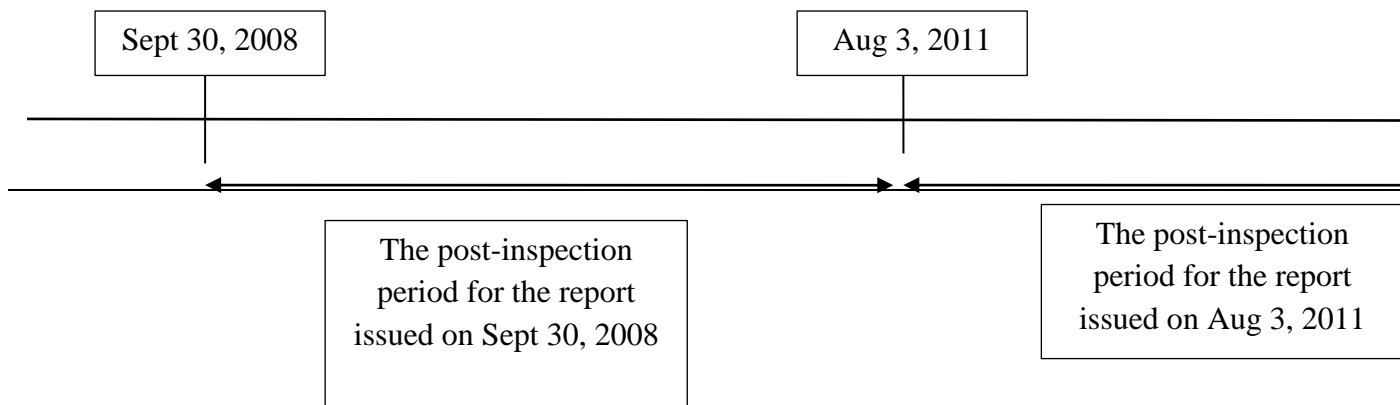 Sept 30, 2008
Aug 3, 2011
The post-inspection
period for the report
issued on Sept 30, 2008
The post-inspection
period for the report
issued on Aug 3, 2011